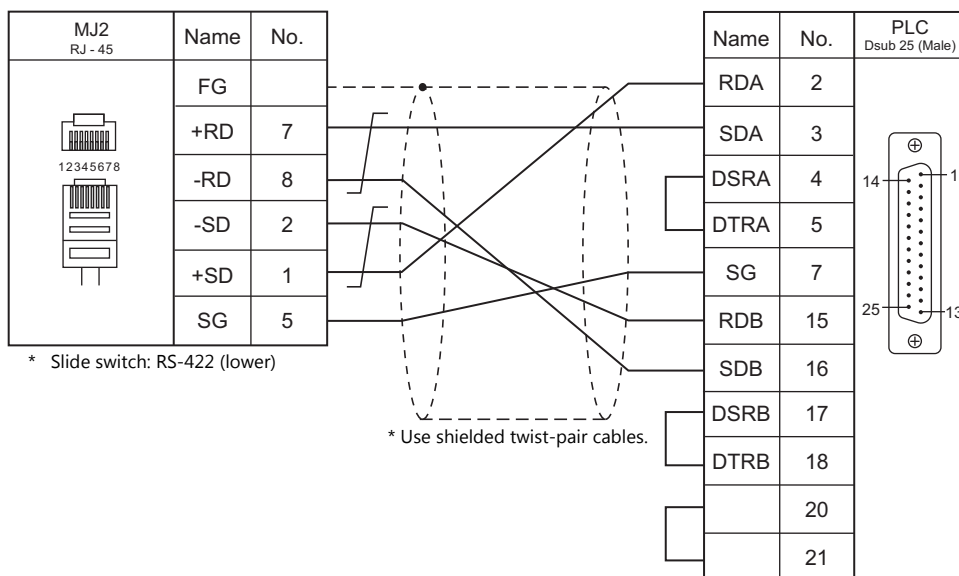 MJ2
RJ - 45
Name No.
FG
+RD 7
-RD 8
-SD 2
+SD 1
SG 5
12345678
* Slide switch: RS-422 (lower)
* Use shielded twist-pair cables.
Name No.
PLC
Dsub 25 (Male)
RDA 2
SDA 3
DSRA 4
DTRA 5
SG 7
RDB 15
SDB 16
DSRB 17
DTRB 18
20
21
14 1
25 13